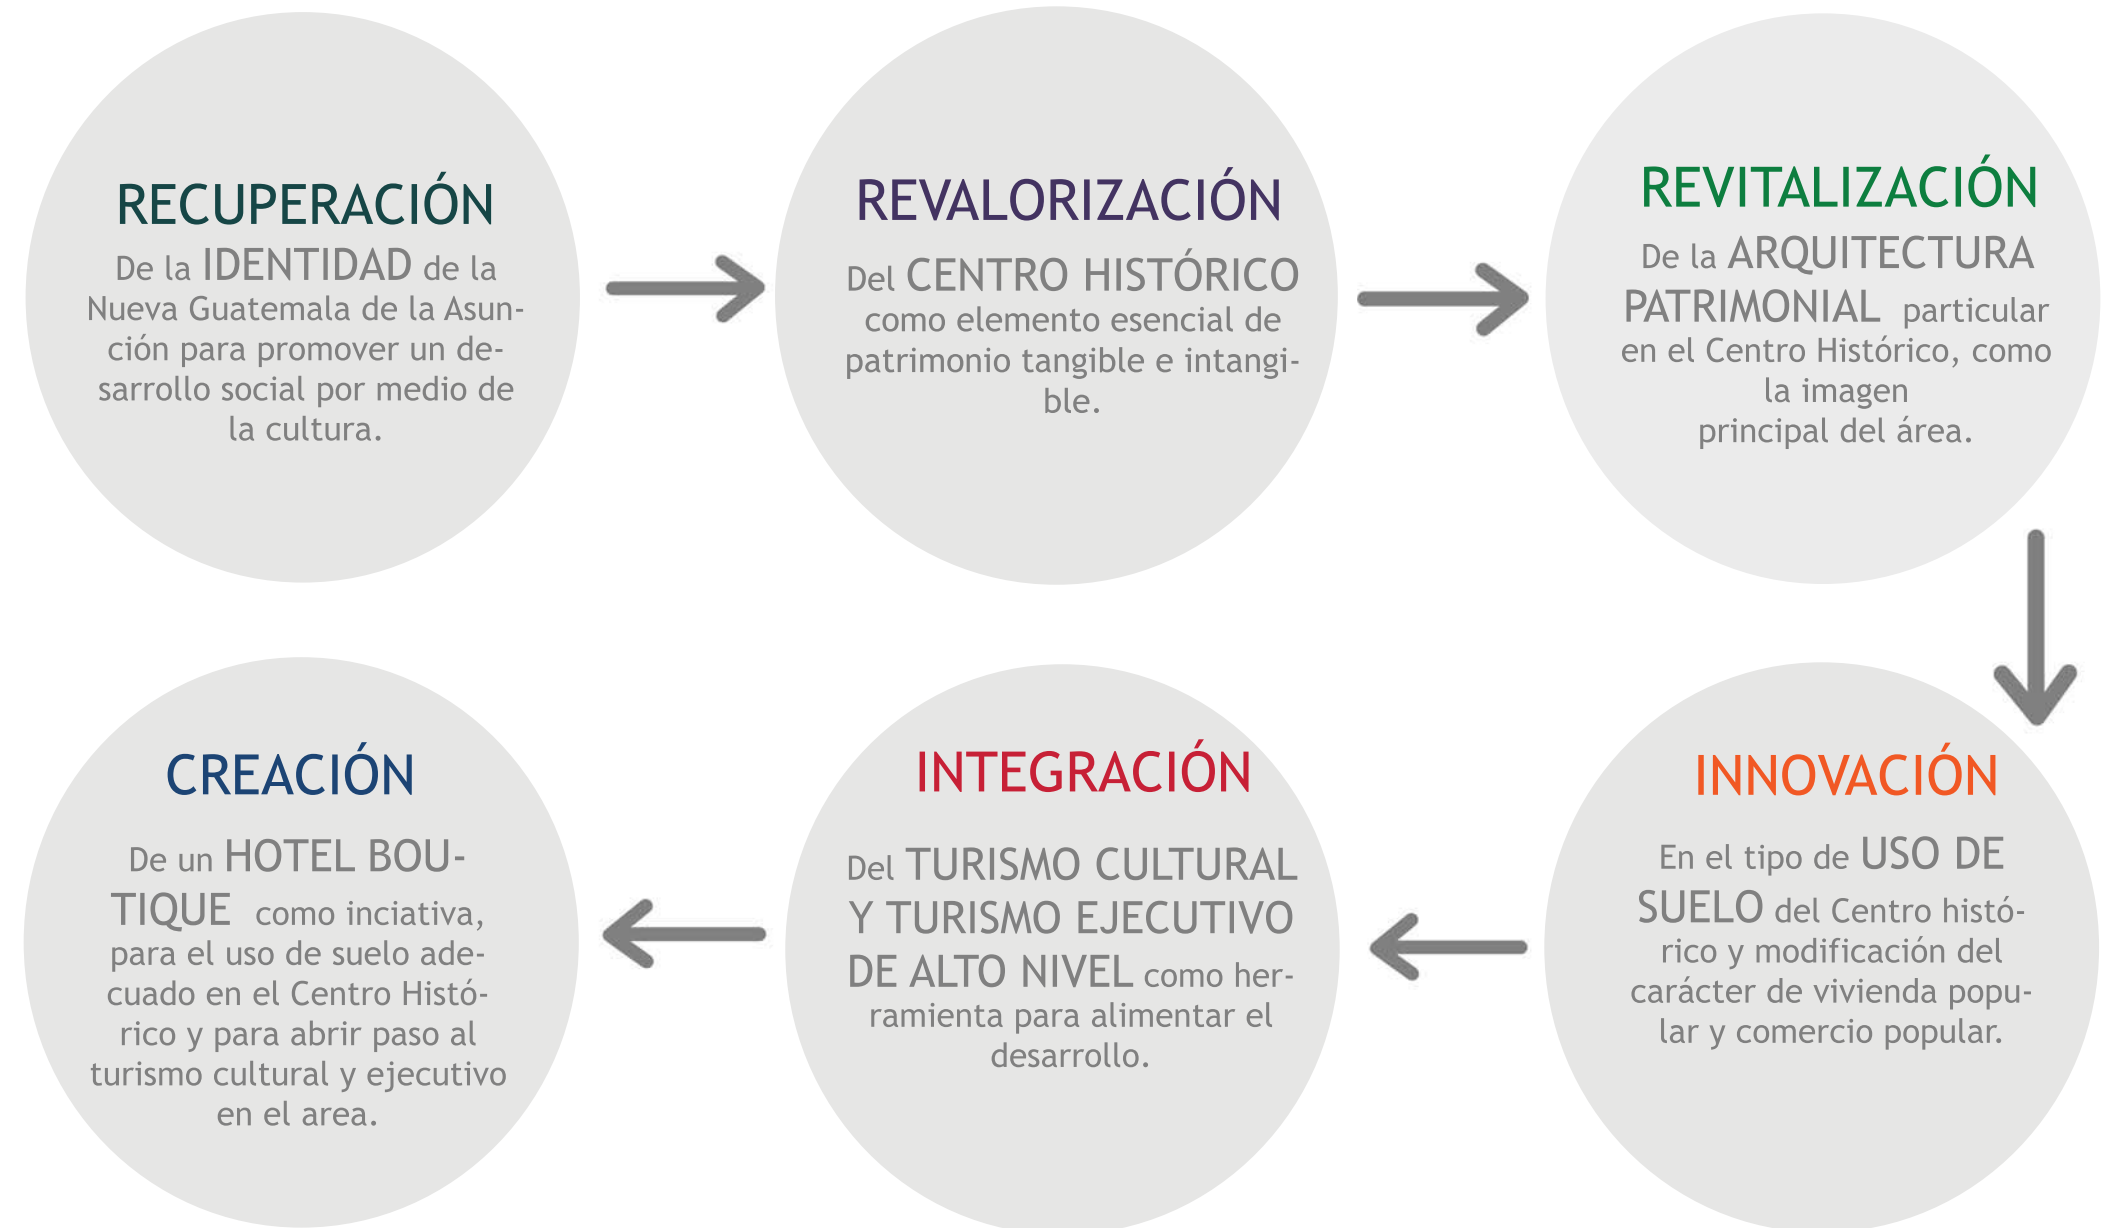 RECUPERACIÓN
De la IDENTIDAD de la
Nueva Guatemala de la Asun-
ción para promover un de-
sarrollo social por medio de
la cultura.
REVALORIZACIÓN
Del CENTRO HISTÓRICO
como elemento esencial de
patrimonio tangible e intangi-
ble.
REVITALIZACIÓN
De la ARQUITECTURA
PATRIMONIAL particular
en el Centro Histórico, como
la imagen
principal del área.
INNOVACIÓN
En el tipo de USO DE
SUELO del Centro histó-
rico y modificación del
carácter de vivienda popu-
lar y comercio popular.
INTEGRACIÓN
Del TURISMO CULTURAL
Y TURISMO EJECUTIVO
DE ALTO NIVEL como her-
ramienta para alimentar el
desarrollo.
CREACIÓN
De un HOTEL BOU-
TIQUE como inciativa,
para el uso de suelo ade-
cuado en el Centro Histó-
rico y para abrir paso al
turismo cultural y ejecutivo
en el area.